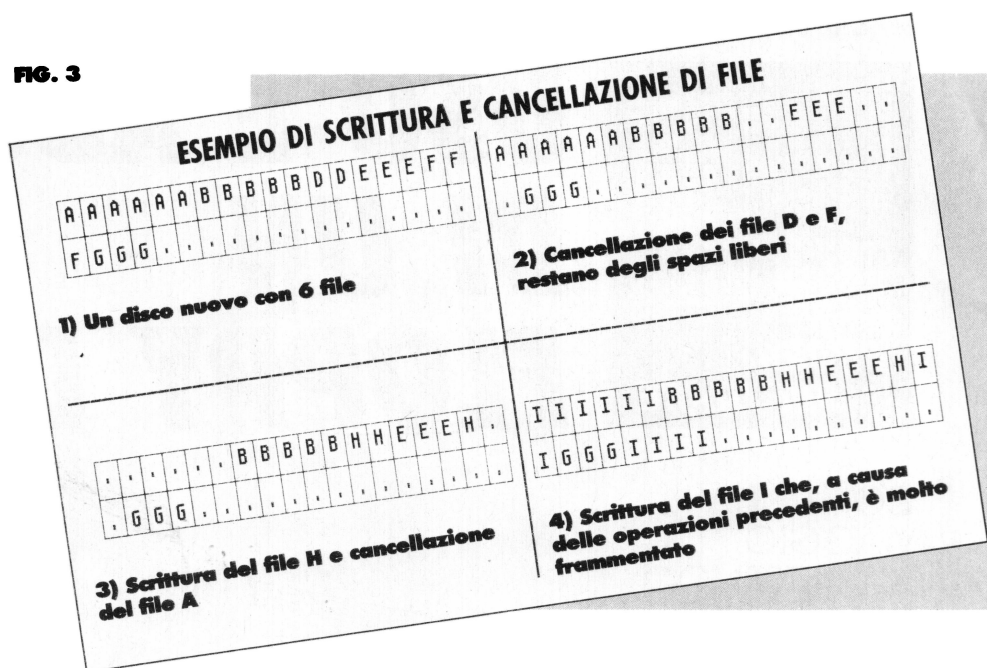 FIG. 3
ESEMPIO DI SCRITTURA E CANCELLAZIONE DI FILE
A A A A A A B B B B B D D E E E F F
F G G G . . . . . . . . . . . . . .
1) Un disco nuovo con 6 file
A A A A A A B B B B B . . E E E . .
. G G G . . . . . . . . . . . . . .
2) Cancellazione dei file D e F,
restano degli spazi liberi
. . . . . . B B B B B H H E E E H .
. G G G . . . . . . . . . . . . . .
3) Scrittura del file H e cancellazione
del file A
I I I I I I B B B B B H H E E E H I
I G G G I I I I . . . . . . . . . .
4) Scrittura del file I che, a causa
delle operazioni precedenti, è molto
frammentato